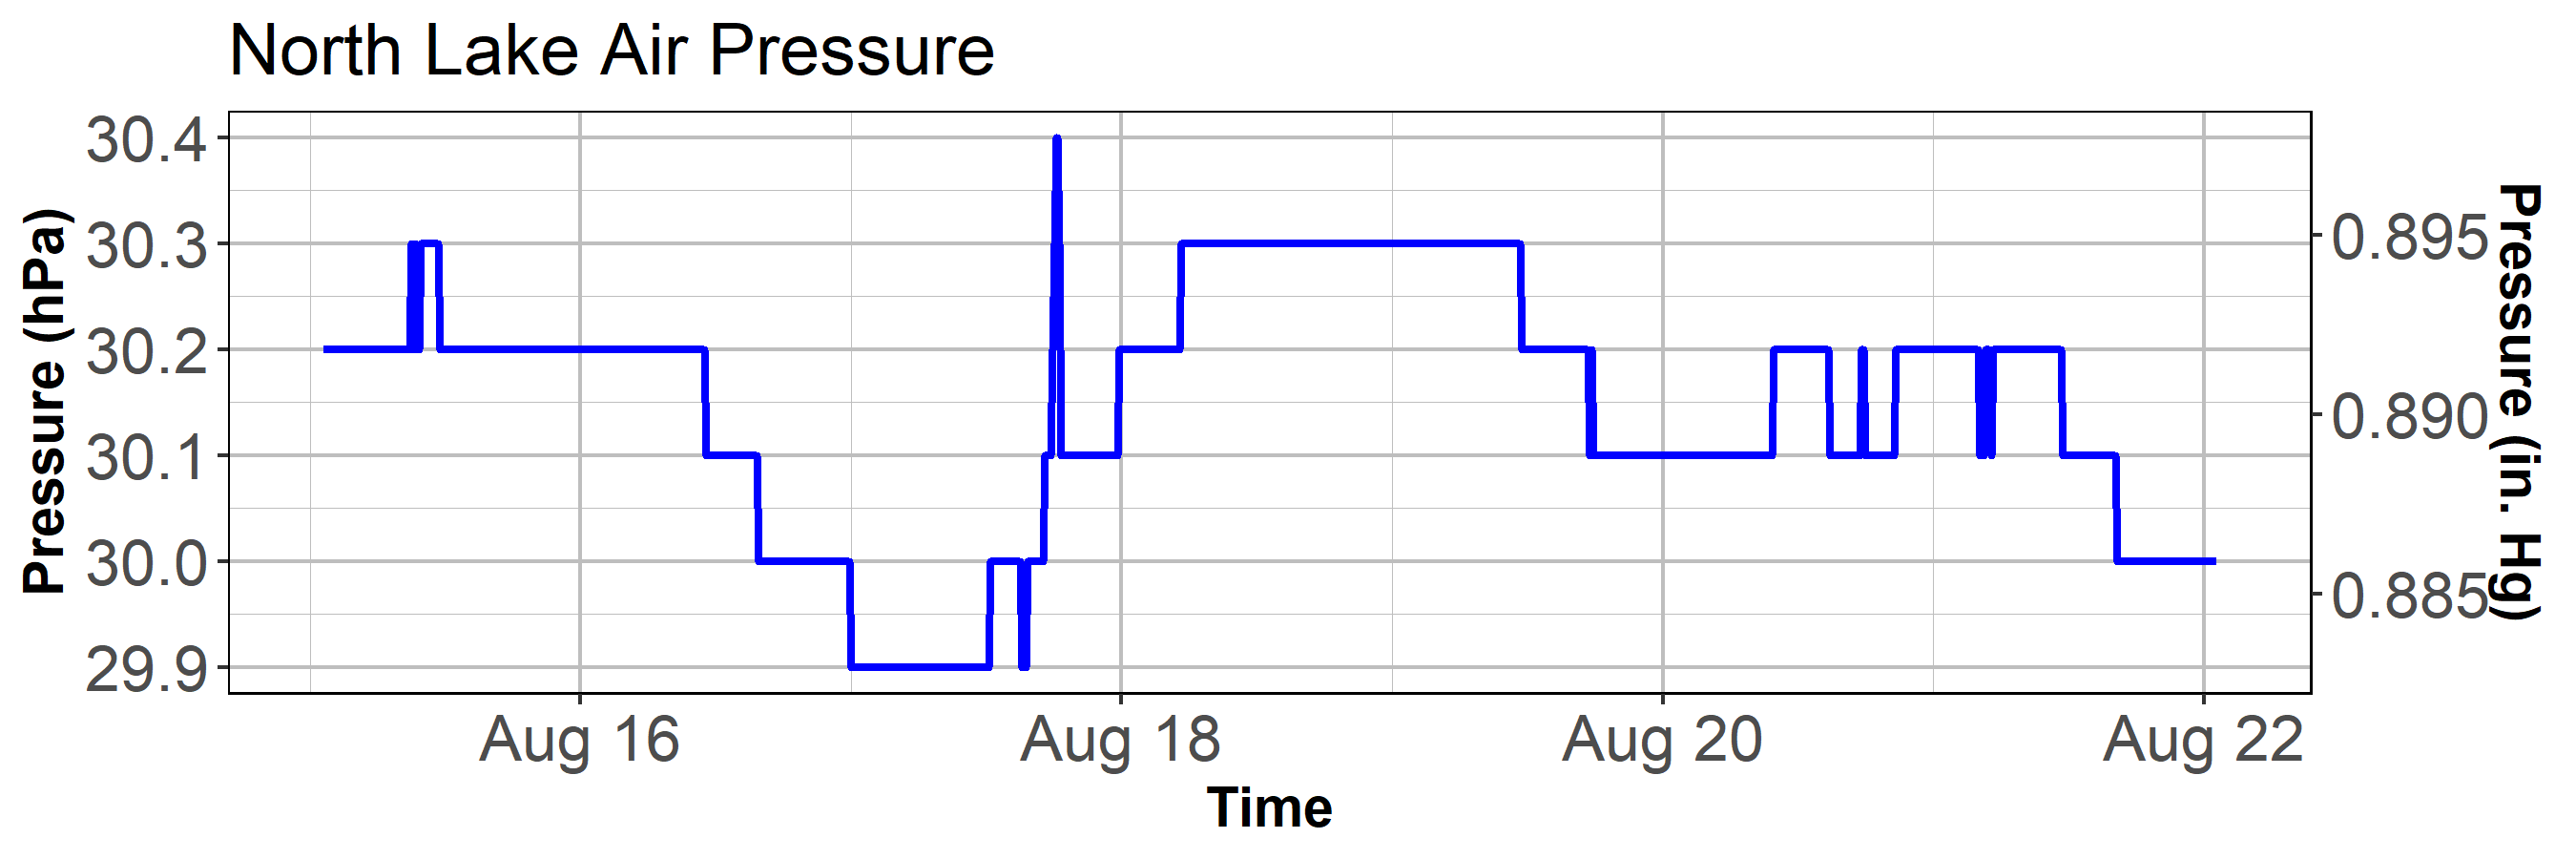 North Lake Air Pressure
30.4
30.3
30.2
30.1
30.0
29.9
Pressure (hPa)
0.895
0.890
0.885
Pressure (in. Hg)
Aug 16
Aug 18
Aug 20
Aug 22
Time